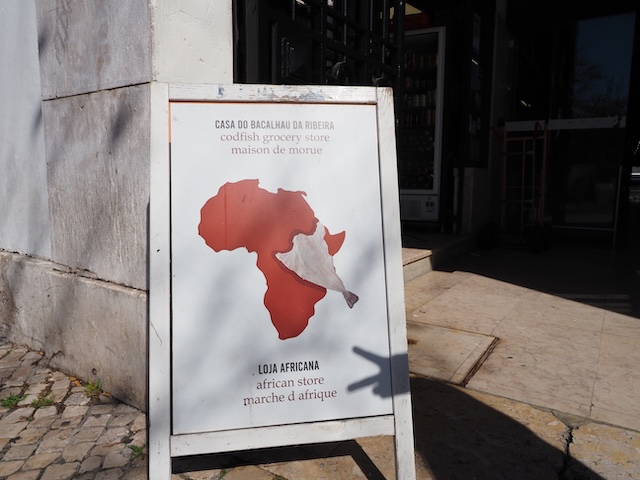 CASA DO BACALHAU DA RIBEIRA
codfish grocery store
maison de morue
LOJA AFRICANA
african store
marche d afrique